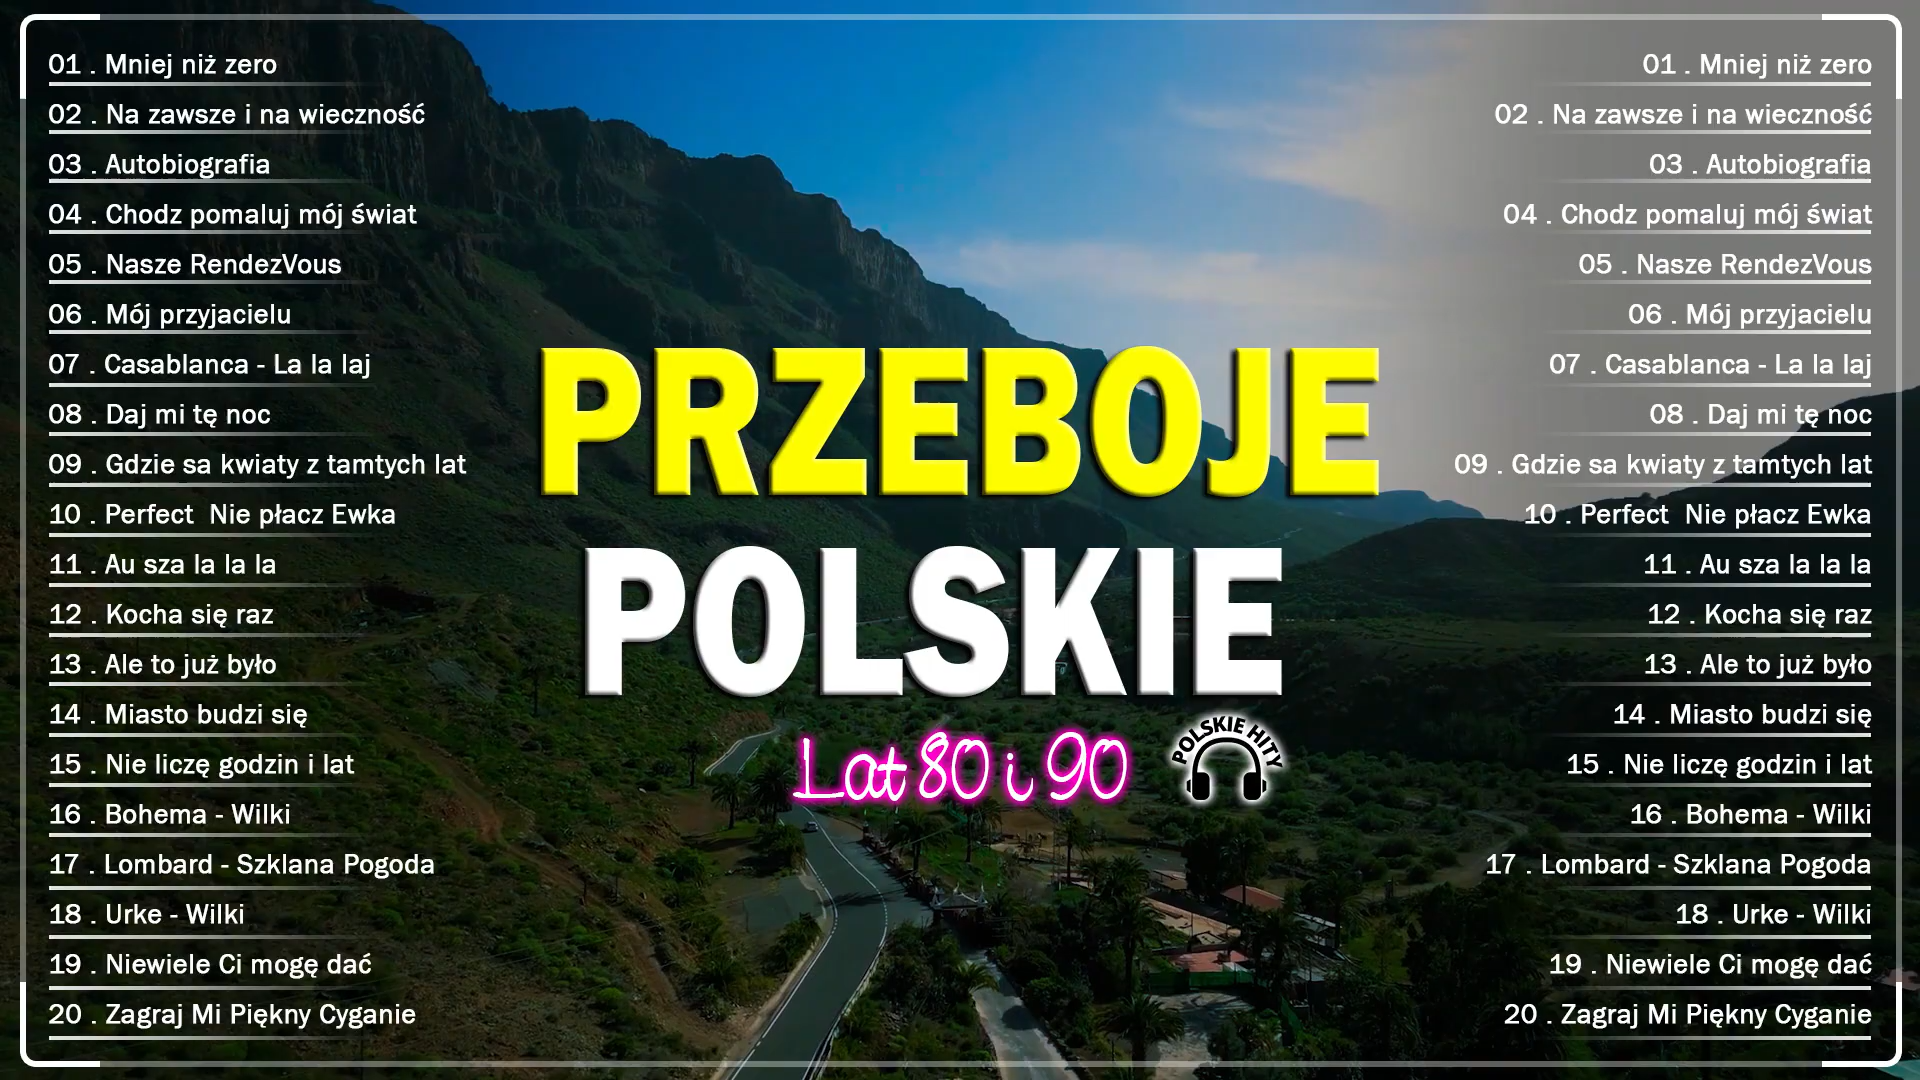 01 . Mniej niż zero
02 . Na zawsze i na wieczność
03 . Autobiografia
04 . Chodz pomaluj mój świat
05 . Nasze RendezVous
06 . Mój przyjacielu
07 . Casablanca - La la laj
08 . Daj mi tę noc
09 . Gdzie sa kwiaty z tamtych lat
10 . Perfect  Nie płacz Ewka
11 . Au sza la la la
12 . Kocha się raz
13 . Ale to już było
14 . Miasto budzi się
15 . Nie liczę godzin i lat
16 . Bohema - Wilki
17 . Lombard - Szklana Pogoda
18 . Urke - Wilki
19 . Niewiele Ci mogę dać
20 . Zagraj Mi Piękny Cyganie
PRZEBOJE
POLSKIE
Lat 80 i 90
POLSKIE HITY
01 . Mniej niż zero
02 . Na zawsze i na wieczność
03 . Autobiografia
04 . Chodz pomaluj mój świat
05 . Nasze RendezVous
06 . Mój przyjacielu
07 . Casablanca - La la laj
08 . Daj mi tę noc
09 . Gdzie sa kwiaty z tamtych lat
10 . Perfect  Nie płacz Ewka
11 . Au sza la la la
12 . Kocha się raz
13 . Ale to już było
14 . Miasto budzi się
15 . Nie liczę godzin i lat
16 . Bohema - Wilki
17 . Lombard - Szklana Pogoda
18 . Urke - Wilki
19 . Niewiele Ci mogę dać
20 . Zagraj Mi Piękny Cyganie